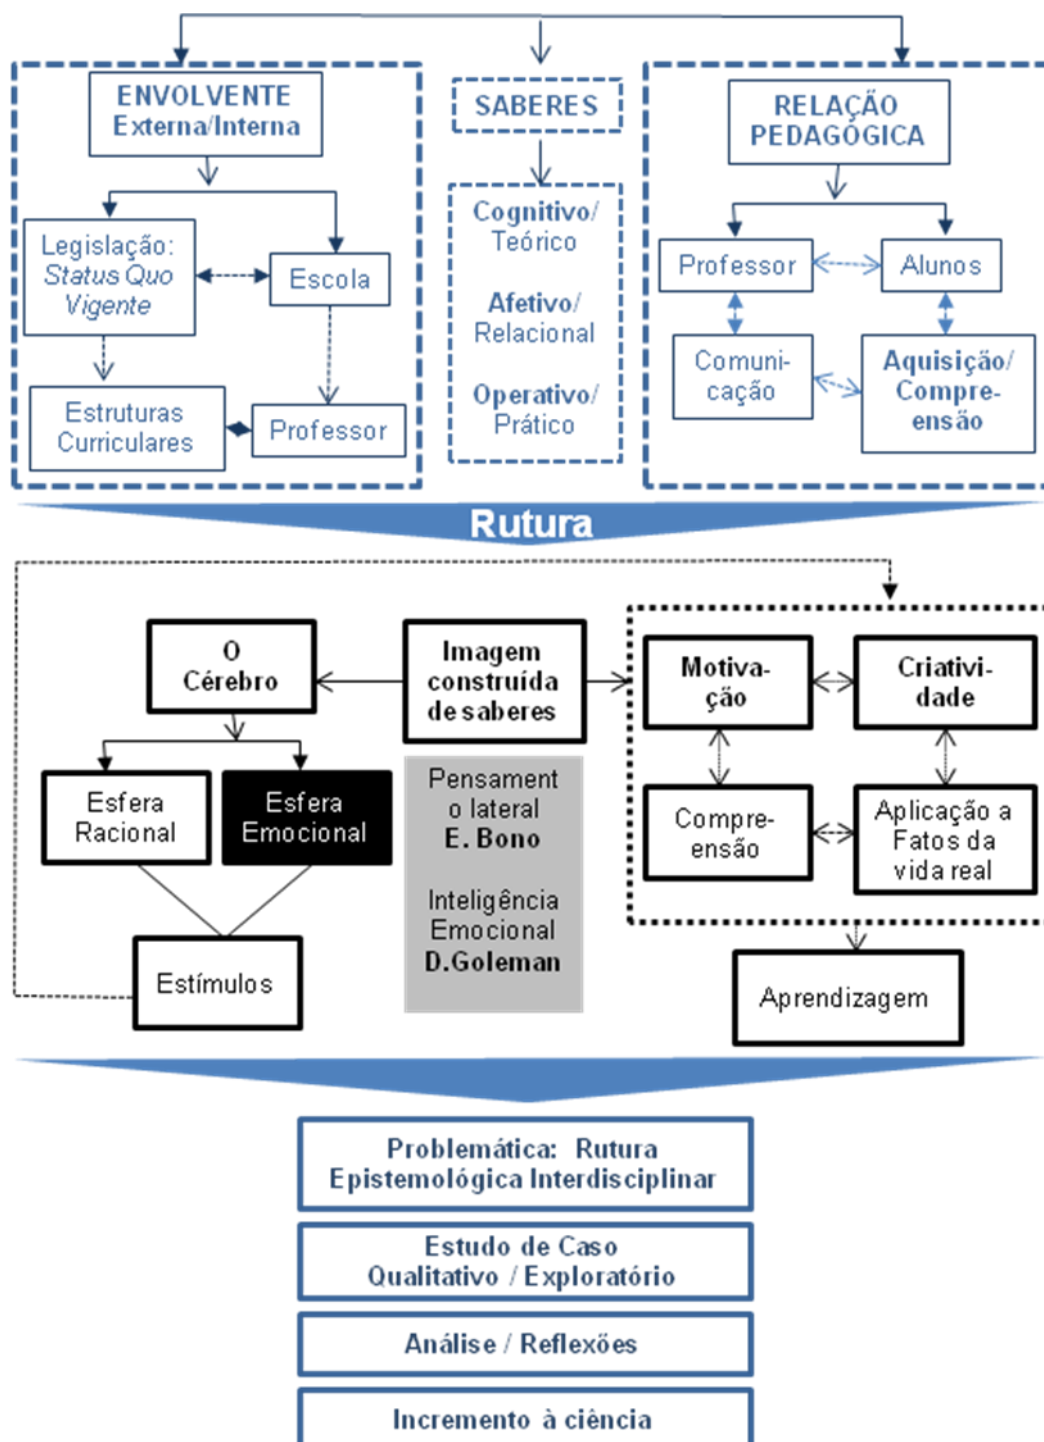 ENVOLVENTE
Externa/Interna
SABERES
RELAÇÃO
PEDAGÓGICA
Legislação:
Status Quo
Vigente
Escola
Estruturas
Curriculares
Professor
Cognitivo/
Teórico
Afetivo/
Relacional
Operativo/
Prático
Professor
Alunos
Comuni-
cação
Aquisição/
Compre-
ensão
Rutura
O
Cérebro
Imagem
construída
de saberes
Motiva-
ção
Criativi-
dade
Esfera
Racional
Esfera
Emocional
Pensament
o lateral
E. Bono
Inteligência
Emocional
D.Goleman
Compre-
ensão
Aplicação a
Fatos da
vida real
Estímulos
Aprendizagem
Problemática: Rutura
Epistemológica Interdisciplinar
Estudo de Caso
Qualitativo / Exploratório
Análise / Reflexões
Incremento à ciência